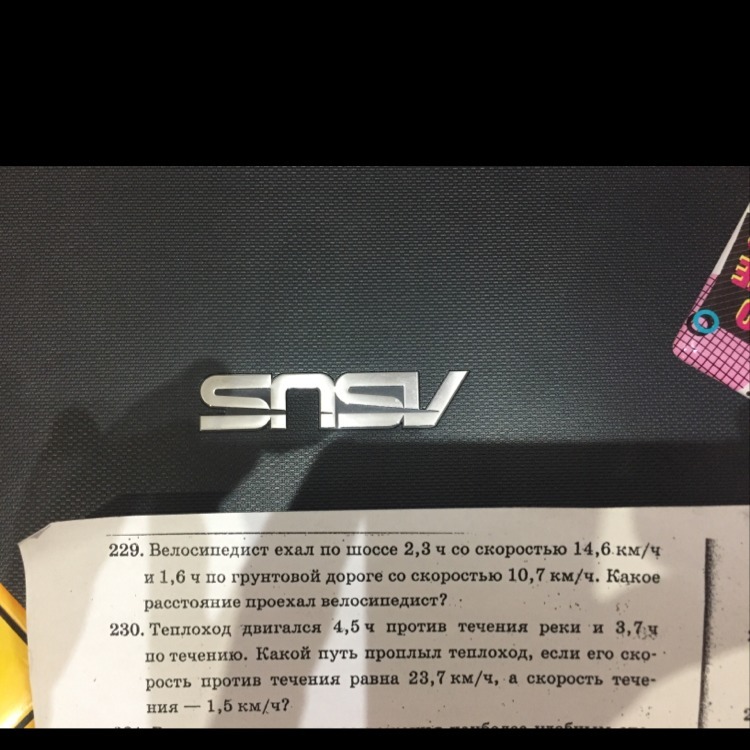 ASUS
229. Велосипедист ехал по шоссе 2,3 ч со скоростью 14,6 км/ч
и 1,6 ч по грунтовой дороге со скоростью 10,7 км/ч. Какое
расстояние проехал велосипедист?
230. Теплоход двигался 4,5 ч против течения реки и 3,7 ч
по течению. Какой путь проплыл теплоход, если его ско-
рость против течения равна 23,7 км/ч, а скорость тече-
ния — 1,5 км/ч?